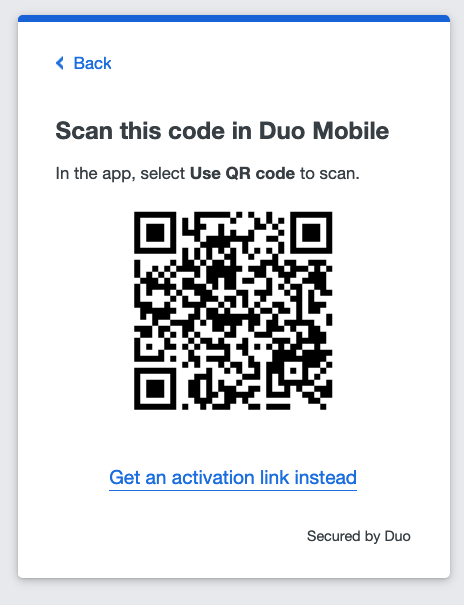 Back
Scan this code in Duo Mobile
In the app, select Use QR code to scan.
Get an activation link instead
Secured by Duo